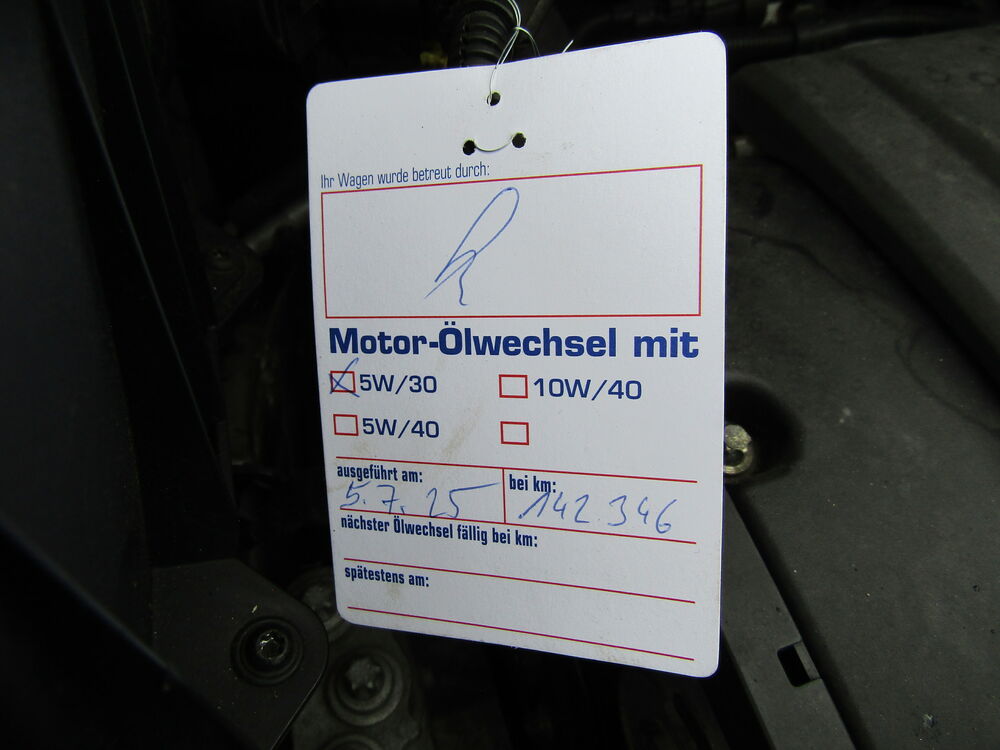 Ihr Wagen wurde betreut durch:
Motor-Ölwechsel mit
5W/30 10W/40
5W/40
ausgeführt am: bei km:
5.7.25 142.346
nächster Ölwechsel fällig bei km:
spätestens am: